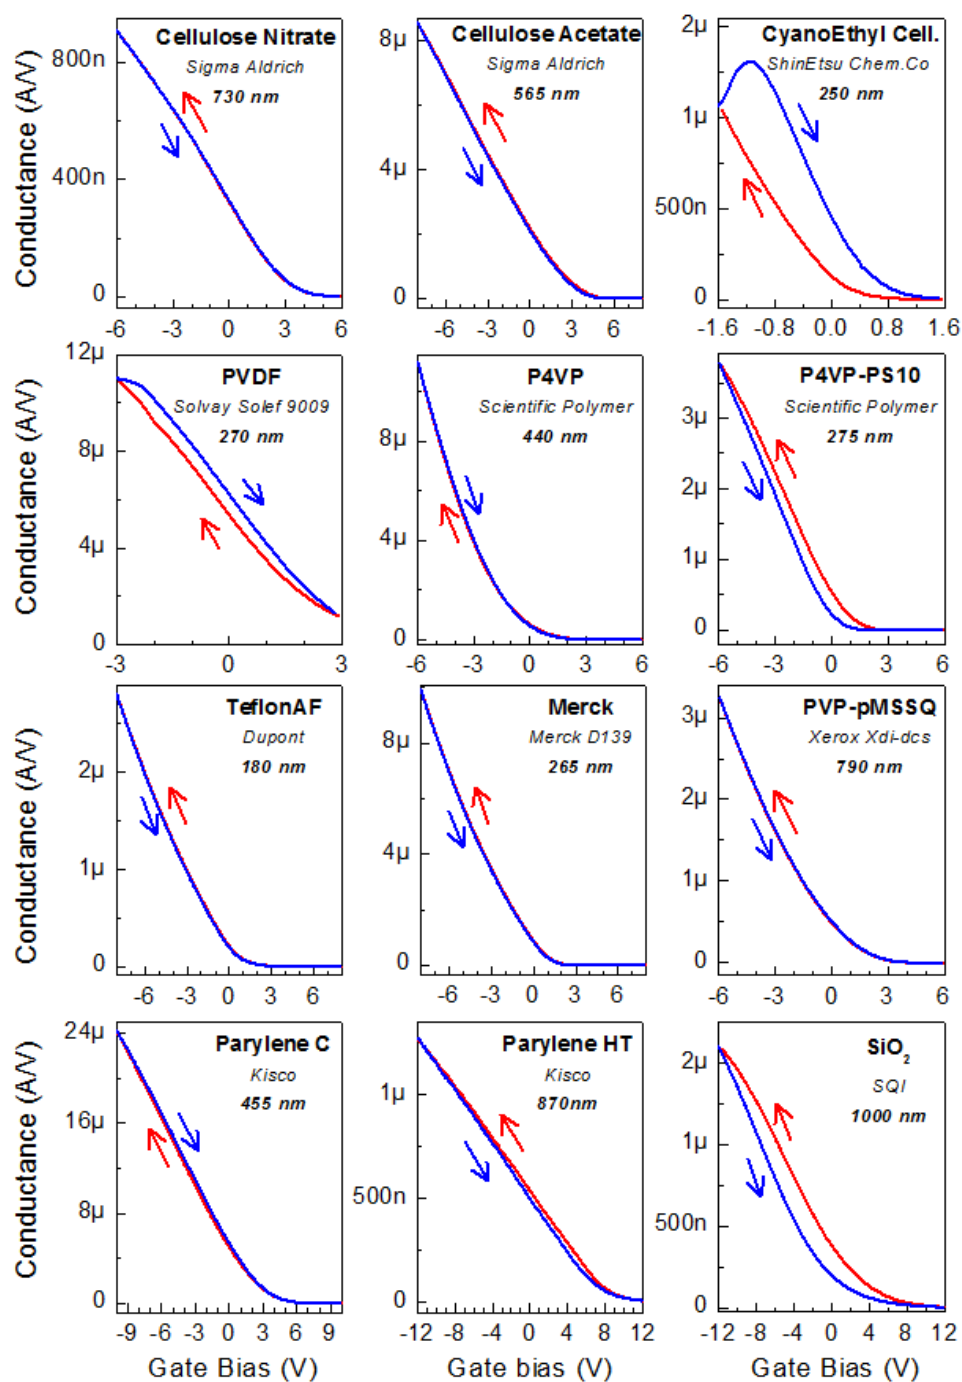 Conductance (A/V)
800n
400n
0
-6 -3 0 3 6
Cellulose Nitrate
Sigma Aldrich
730 nm
8µ
4µ
0
-6 -3 0 3 6
Cellulose Acetate
Sigma Aldrich
565 nm
2µ
1µ
500n
0
-1.6 -0.8 0.0 0.8 1.6
CyanoEthyl Cell.
ShinEtsu Chem.Co
250 nm
Conductance (A/V)
12µ
8µ
4µ
0
-3 0 3
PVDF
Solvay Solef 9009
270 nm
8µ
4µ
0
-6 -3 0 3 6
P4VP
Scientific Polymer
440 nm
3µ
2µ
1µ
0
-6 -3 0 3 6
P4VP-PS10
Scientific Polymer
275 nm
Conductance (A/V)
2µ
1µ
0
-6 -3 0 3 6
TeflonAF
Dupont
180 nm
8µ
4µ
0
-6 -3 0 3 6
Merck
Merck D139
265 nm
3µ
2µ
1µ
0
-6 -3 0 3 6
PVP-pMSSQ
Xerox Xdi-dcs
790 nm
Conductance (A/V)
24µ
16µ
8µ
0
-9 -6 -3 0 3 6 9
Parylene C
Kisco
455 nm
Gate Bias (V)
1µ
500n
0
-12 -8 -4 0 4 8 12
Parylene HT
Kisco
870nm
Gate bias (V)
2µ
1µ
500n
0
-12 -8 -4 0 4 8 12
SiO₂
SQI
1000 nm
Gate Bias (V)